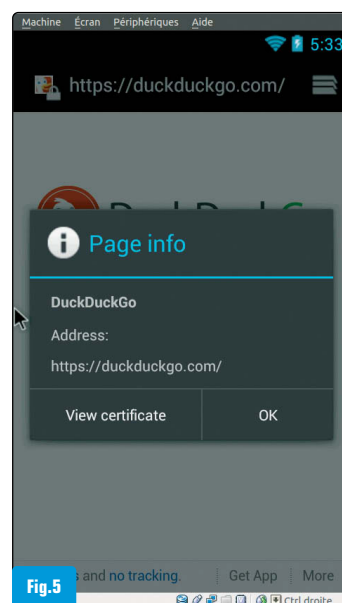 Machine Écran Périphériques Aide
5:33
https://duckduckgo.com/
Page info
DuckDuckGo
Address:
https://duckduckgo.com/
View certificate
OK
and no tracking.
Get App
More
Fig.5
Ctrl droite